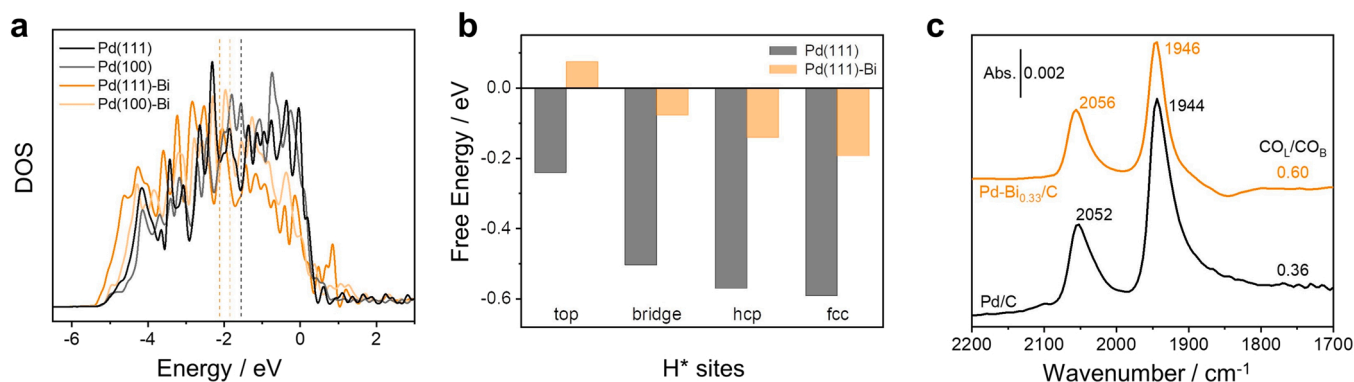 a
Pd(111)
Pd(100)
Pd(111)-Bi
Pd(100)-Bi
DOS
-6 -4 -2 0 2
Energy / eV
b
Pd(111)
Pd(111)-Bi
0.0
-0.2
-0.4
-0.6
Free Energy / eV
top bridge hcp fcc
H* sites
c
Abs. 0.002
1946
2056
1944
CO_L/CO_B
0.60
Pd-Bi_0.33/C
2052
0.36
Pd/C
2200 2100 2000 1900 1800 1700
Wavenumber / cm⁻¹